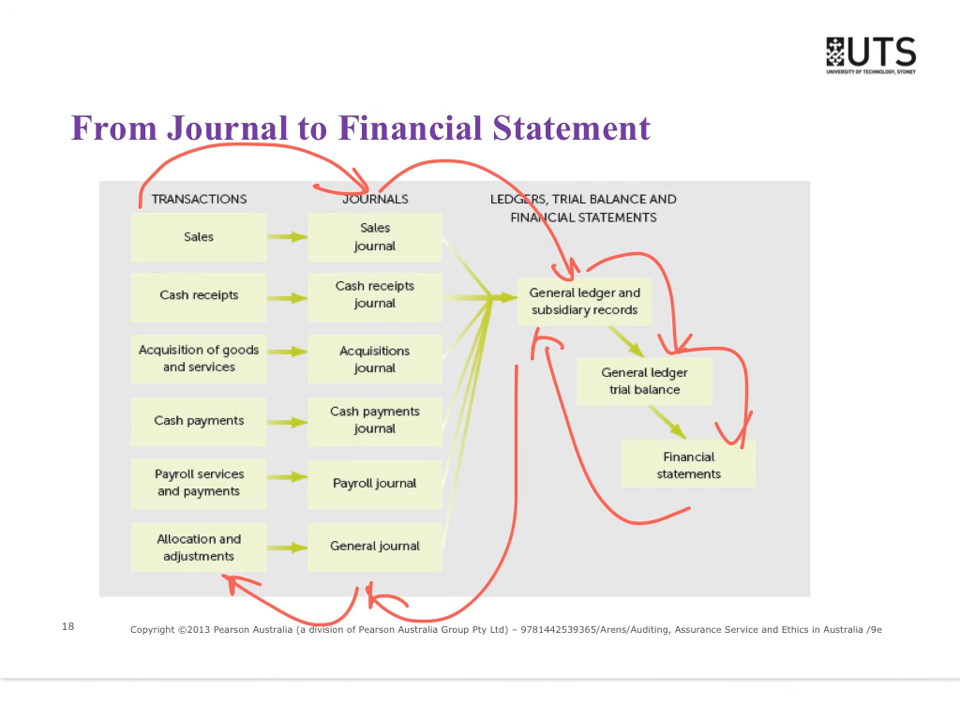 UTS
UNIVERSITY OF TECHNOLOGY, SYDNEY
From Journal to Financial Statement
TRANSACTIONS
JOURNALS
LEDGERS, TRIAL BALANCE AND
FINANCIAL STATEMENTS
Sales
Sales
journal
Cash receipts
Cash receipts
journal
General ledger and
subsidiary records
Acquisition of goods
and services
Acquisitions
journal
General ledger
trial balance
Cash payments
Cash payments
journal
Financial
statements
Payroll services
and payments
Payroll journal
Allocation and
adjustments
General journal
18
Copyright ©2013 Pearson Australia (a division of Pearson Australia Group Pty Ltd) – 9781442539365/Arens/Auditing, Assurance Service and Ethics in Australia /9e